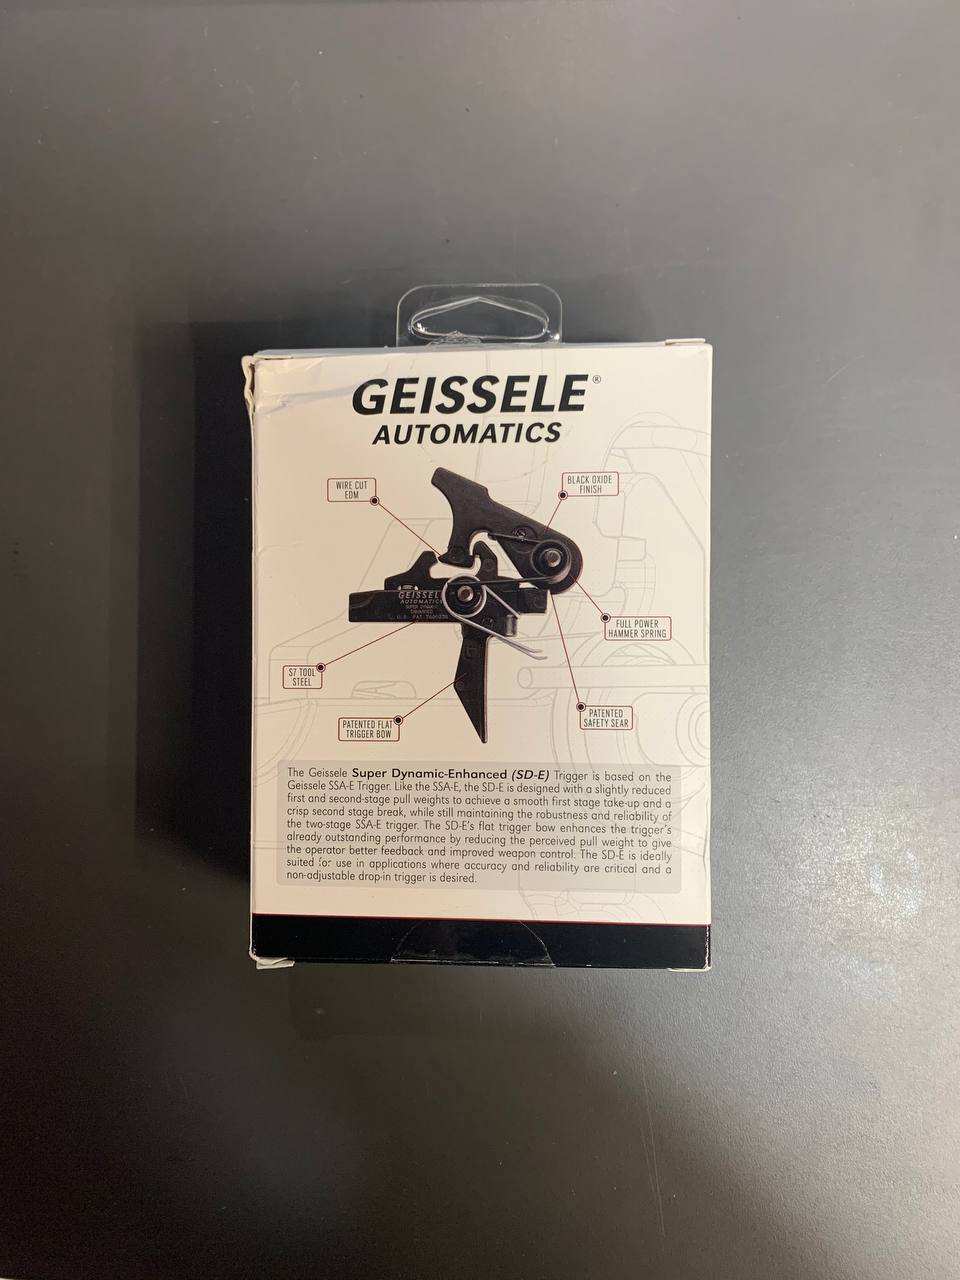 GEISSELE®
AUTOMATICS
WIRE CUT
EDM
BLACK OXIDE
FINISH
GEISSELE
AUTOMATICS
SUPER DYNAMIC
ENHANCED
FULL POWER
HAMMER SPRING
S7 TOOL
STEEL
PATENTED FLAT
TRIGGER BOW
PATENTED
SAFETY SEAR
The Geissele Super Dynamic-Enhanced (SD-E) Trigger is based on the
Geissele SSA-E Trigger. Like the SSA-E, the SD-E is designed with a slightly reduced
first and second-stage pull weights to achieve a smooth first stage take-up and a
crisp second stage break, while still maintaining the robustness and reliability of
the two-stage SSA-E trigger. The SD-E's flat trigger bow enhances the trigger's
already outstanding performance by reducing the perceived pull weight to give
the operator better feedback and improved weapon control. The SD-E is ideally
suited for use in applications where accuracy and reliability are critical and a
non-adjustable drop-in trigger is desired.